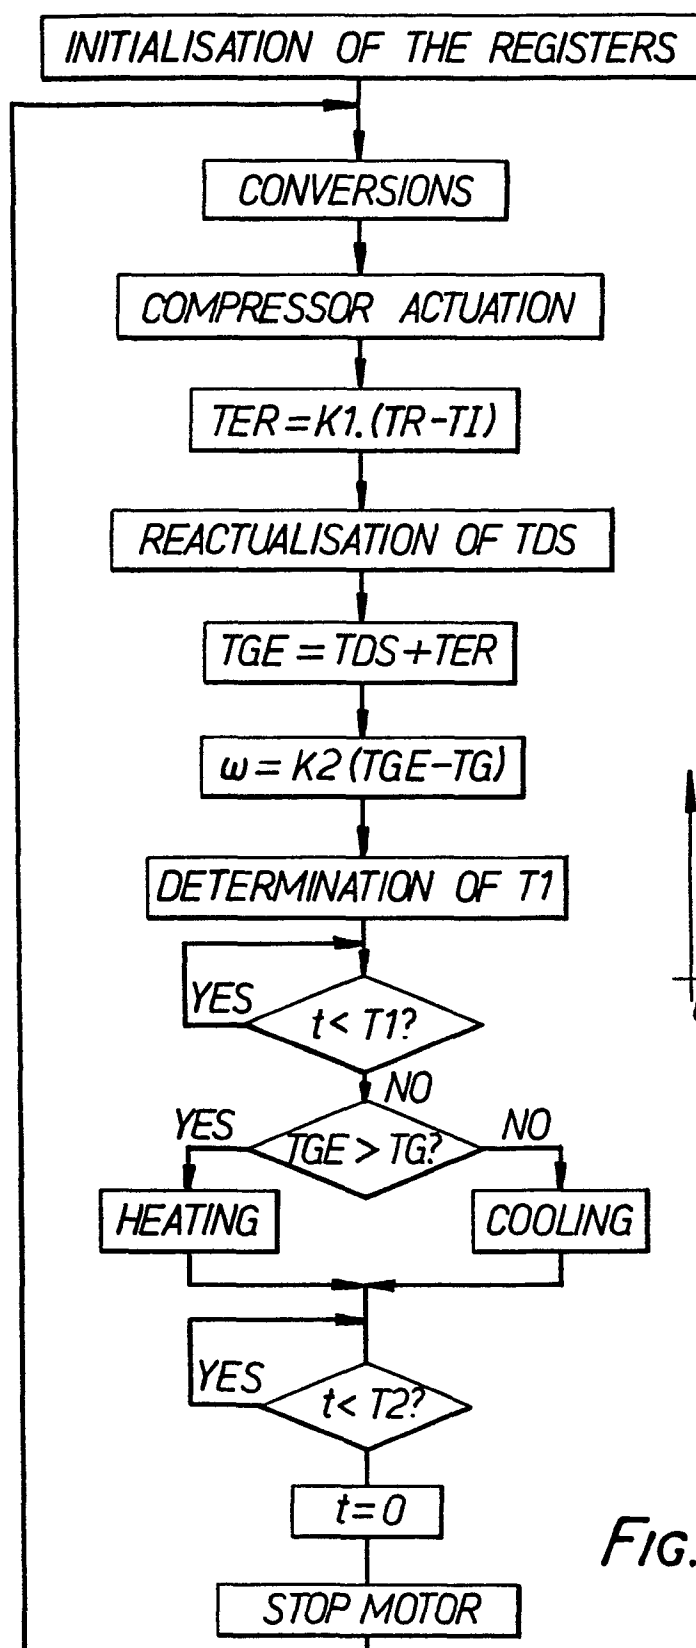 INITIALISATION OF THE REGISTERS
CONVERSIONS
COMPRESSOR ACTUATION
TER = K1.(TR-TI)
REACTUALISATION OF TDS
TGE = TDS+TER
ω = K2 (TGE-TG)
DETERMINATION OF T1
YES
t < T1?
NO
YES
TGE > TG?
NO
HEATING
COOLING
YES
t < T2?
t=0
FIG.
STOP MOTOR